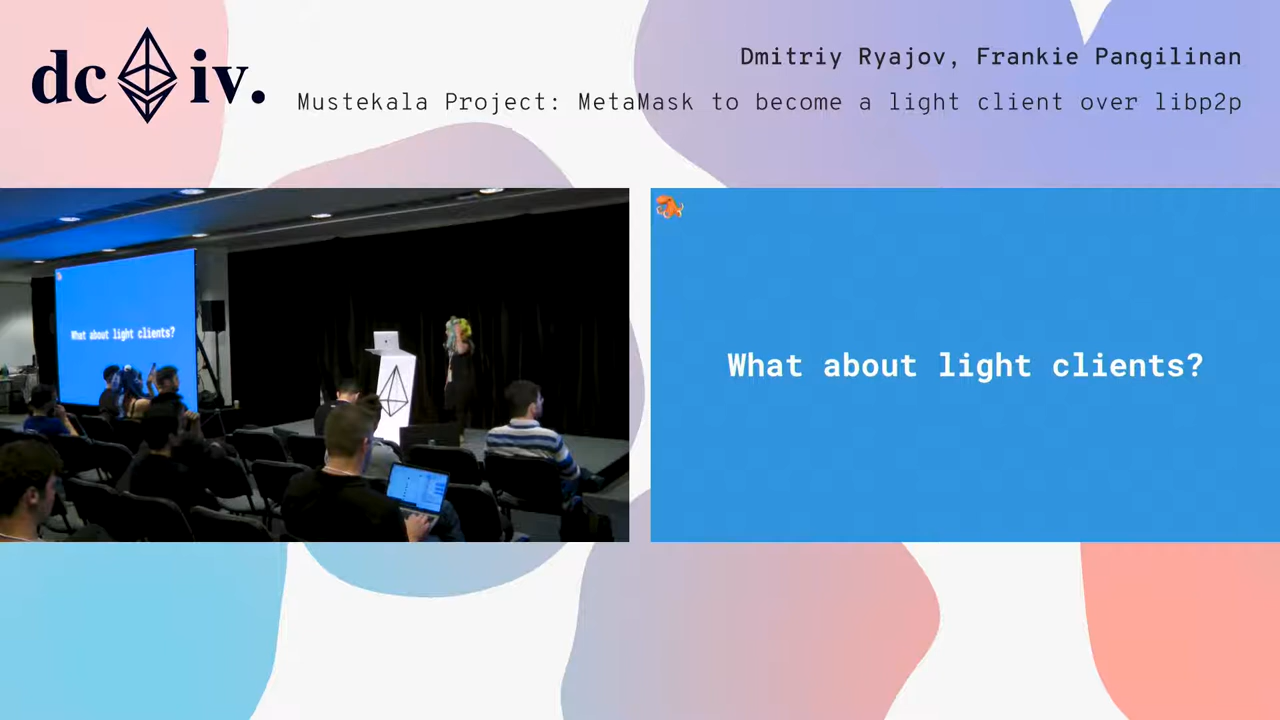 dc iv.
Dmitriy Ryajov, Frankie Pangilinan
Mustekala Project: MetaMask to become a light client over libp2p
What about light clients?
What about light clients?